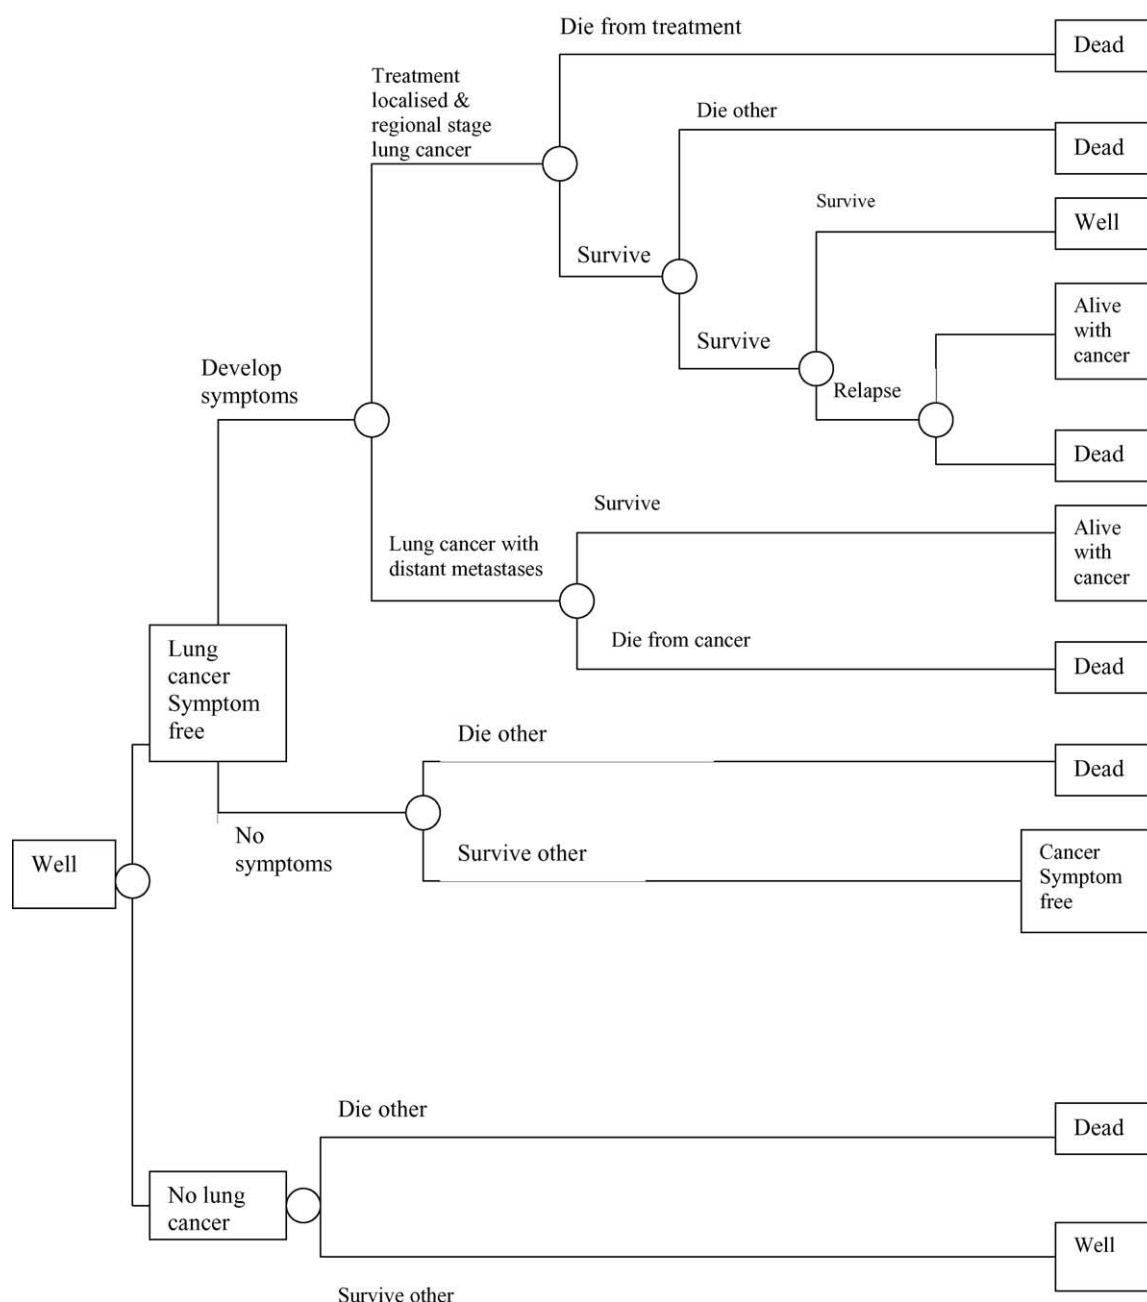 Die from treatment
Dead
Treatment
localised &
regional stage
lung cancer
Die other
Dead
Survive
Well
Survive
Alive
with
cancer
Survive
Relapse
Develop
symptoms
Dead
Survive
Alive
with
cancer
Lung cancer with
distant metastases
Die from cancer
Dead
Lung
cancer
Symptom
free
Die other
Dead
No
symptoms
Survive other
Cancer
Symptom
free
Well
Die other
Dead
No lung
cancer
Well
Survive other